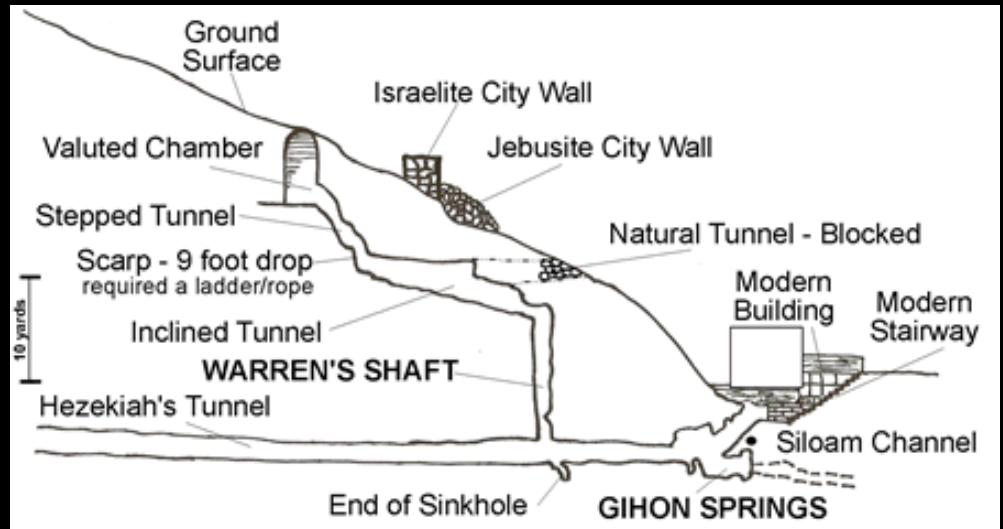 Ground
Surface
Israelite City Wall
Valuted Chamber
Jebusite City Wall
Stepped Tunnel
Natural Tunnel - Blocked
Scarp - 9 foot drop
required a ladder/rope
Modern
Building
Modern
Stairway
10 yards
Inclined Tunnel
WARREN'S SHAFT
Hezekiah's Tunnel
Siloam Channel
End of Sinkhole
GIHON SPRINGS